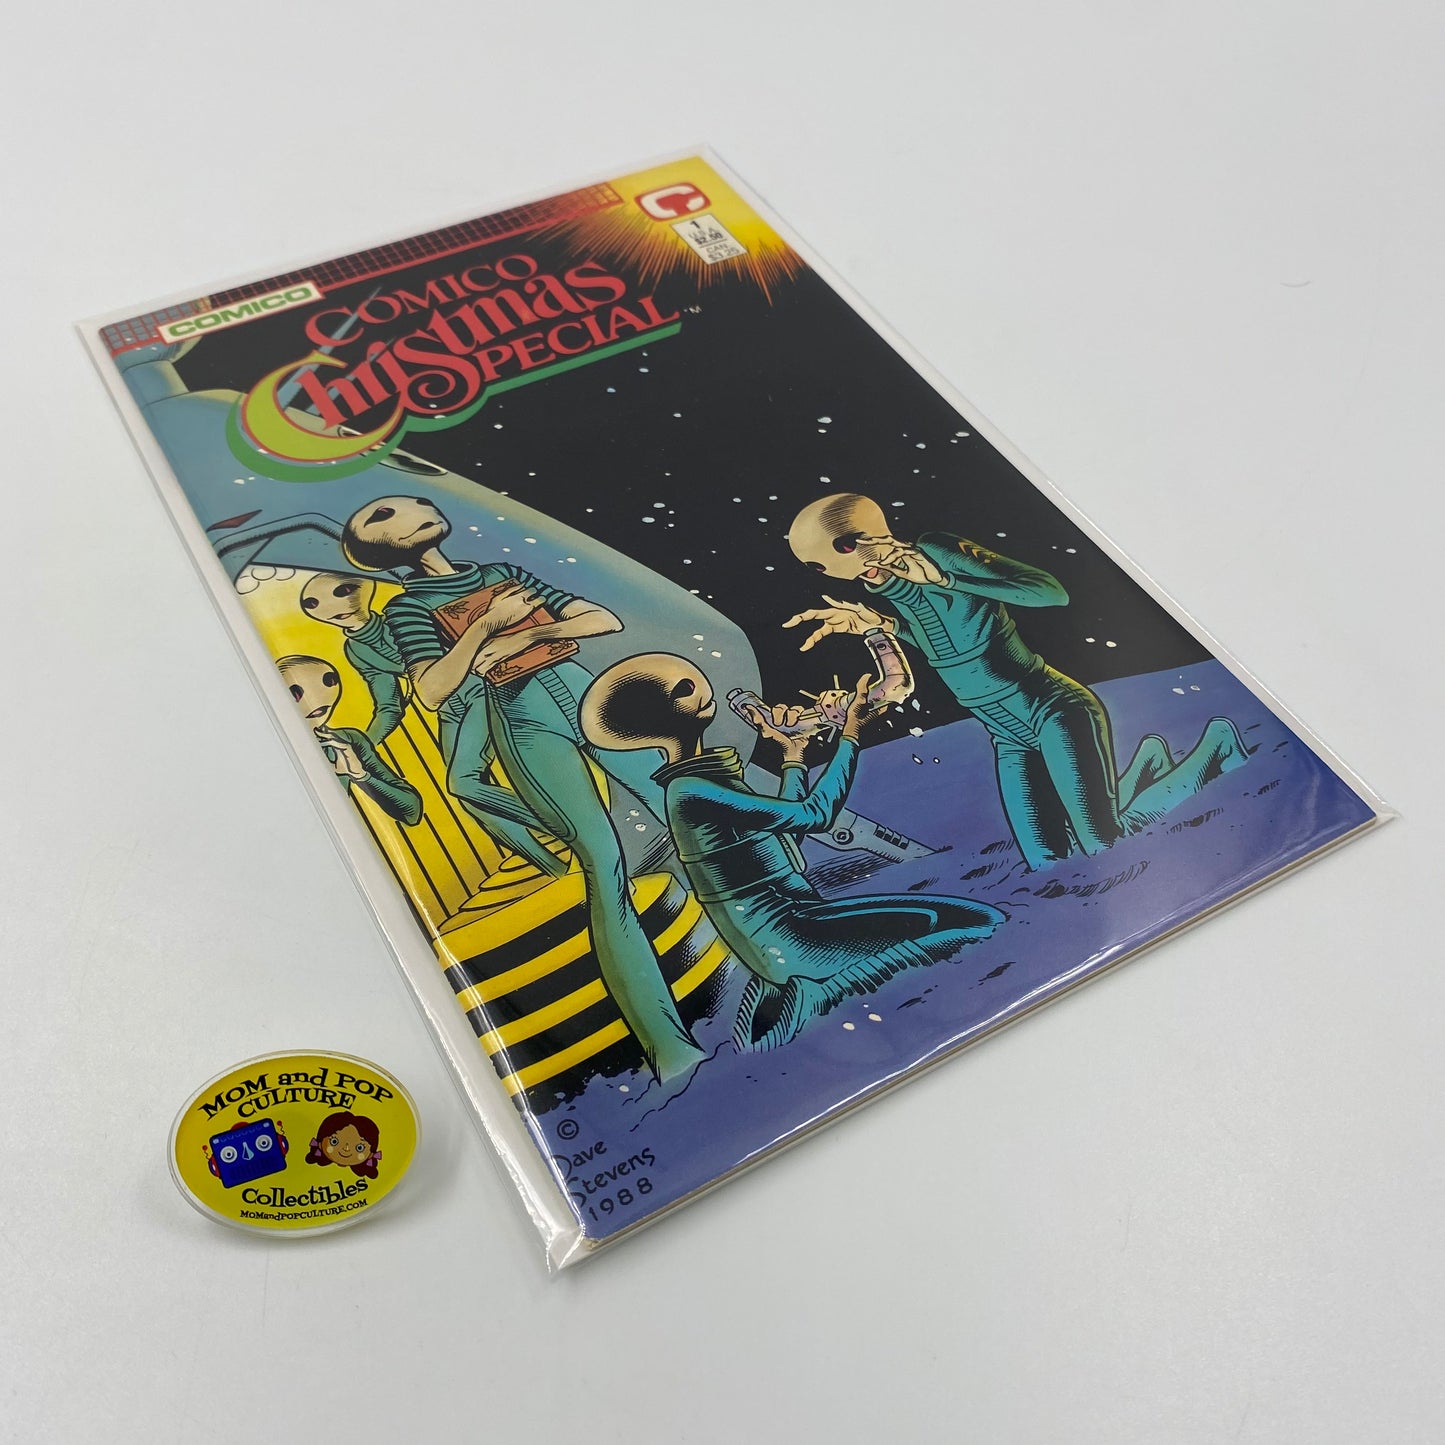 COMICO
COMICO
Christmas
SPECIAL™
1
U.S.A.
$2.50
CAN.
$3.25
©
Dave
Stevens
1988
MOM and POP
CULTURE
Collectibles
MOMandPOPCULTURE.COM